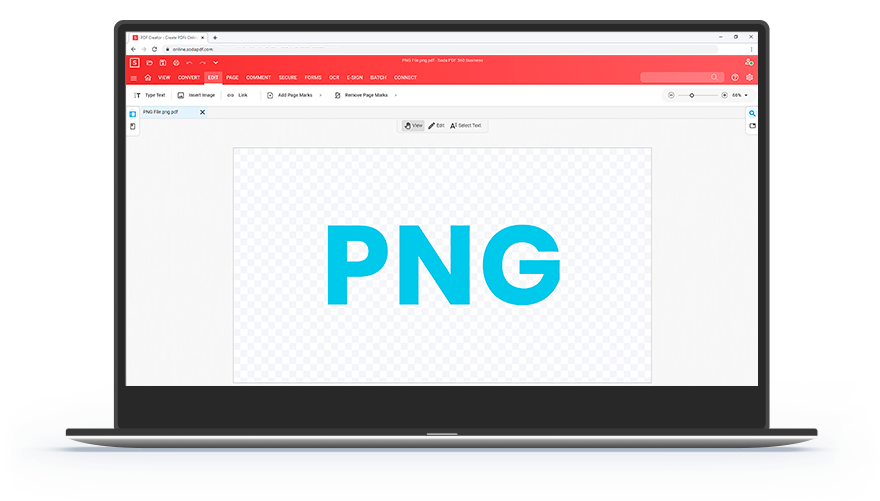 PDF Creator - Create PDFs Onlin
online.sodapdf.com
PNG File png.pdf - Soda PDF 360 Business
S
VIEW CONVERT EDIT PAGE COMMENT SECURE FORMS OCR E-SIGN BATCH CONNECT
Type Text Insert Image Link Add Page Marks Remove Page Marks 66%
PNG File png.pdf
View Edit Select Text
PNG